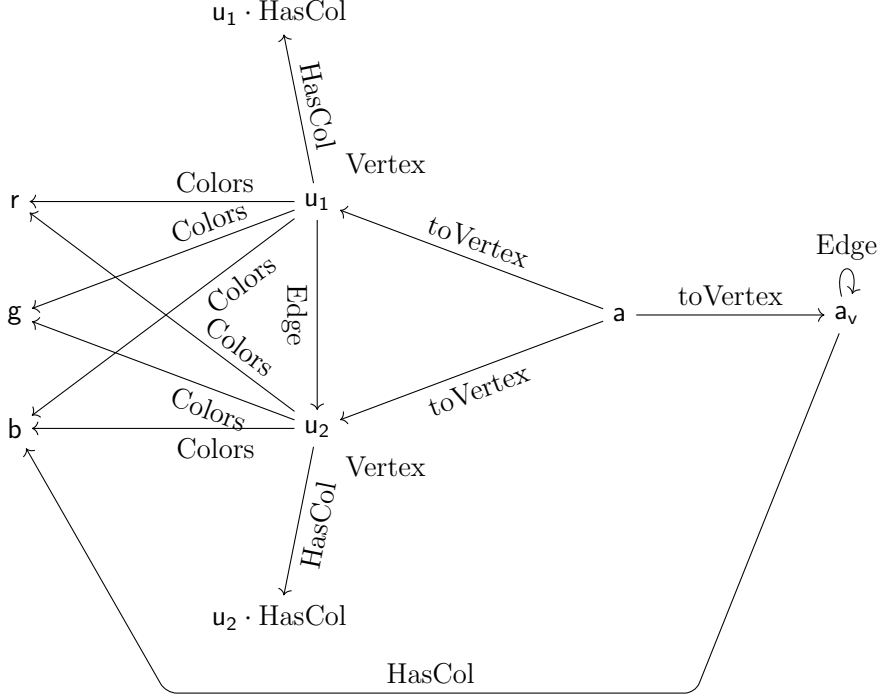 u₁ · HasCol
HasCol
Vertex
r
Colors
u₁
Colors
toVertex
Colors
Edge
Edge
g
Colors
a
toVertex
aᵥ
toVertex
Colors
b
Colors
u₂
Vertex
HasCol
u₂ · HasCol
HasCol